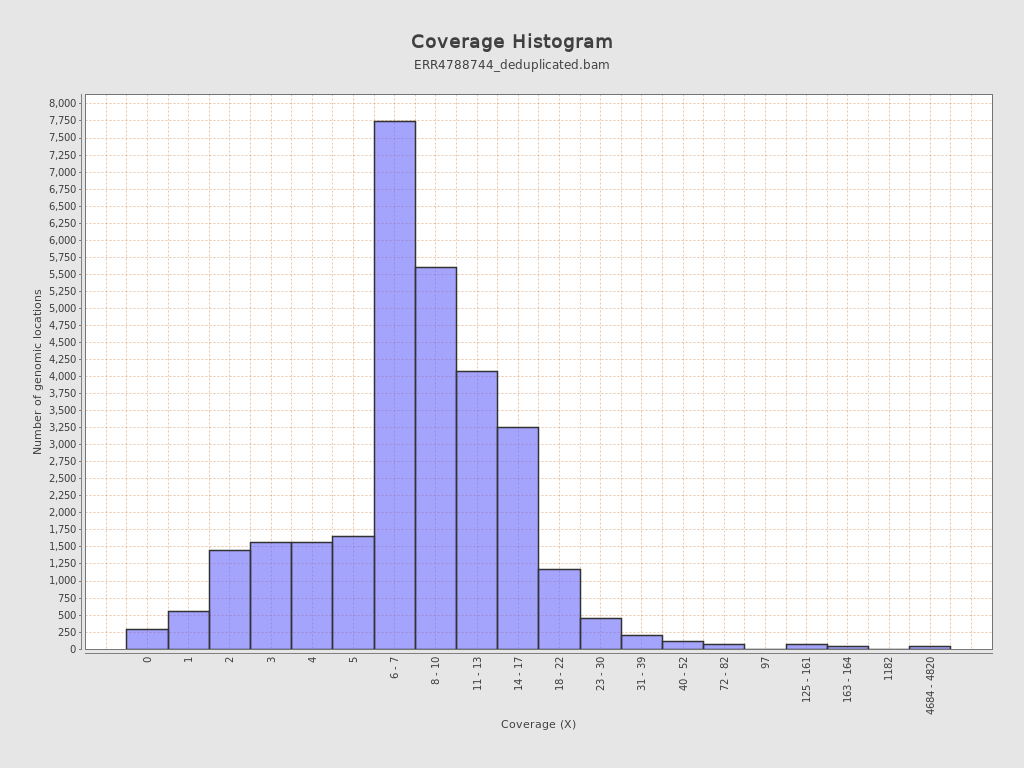 Coverage Histogram
ERR4788744_deduplicated.bam
8,000
7,750
7,500
7,250
7,000
6,750
6,500
6,250
6,000
5,750
5,500
5,250
5,000
4,750
4,500
4,250
4,000
3,750
3,500
3,250
3,000
2,750
2,500
2,250
2,000
1,750
1,500
1,250
1,000
750
500
250
0
Number of genomic locations
0
1
2
3
4
5
6 - 7
8 - 10
11 - 13
14 - 17
18 - 22
23 - 30
31 - 39
40 - 52
72 - 82
97
125 - 161
163 - 164
1182
4684 - 4820
Coverage (X)